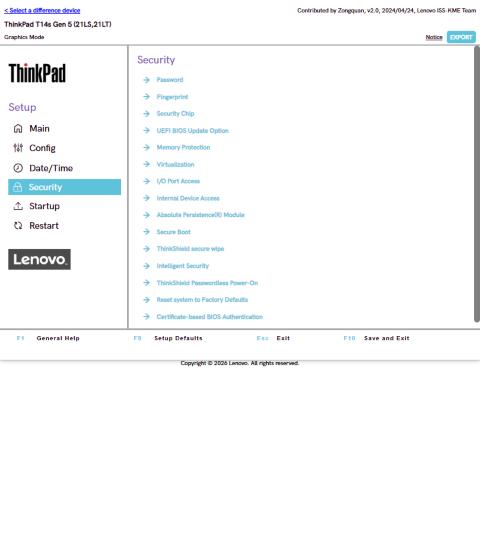 < Select a difference device
Contributed by Zongquan, v2.0, 2024/04/24, Lenovo ISS-KME Team
ThinkPad T14s Gen 5 (21LS,21LT)
Graphics Mode
Notice
EXPORT
ThinkPad
Setup
Main
Config
Date/Time
Security
Startup
Restart
Lenovo
Security
Password
Fingerprint
Security Chip
UEFI BIOS Update Option
Memory Protection
Virtualization
I/O Port Access
Internal Device Access
Absolute Persistence(R) Module
Secure Boot
ThinkShield secure wipe
Intelligent Security
ThinkShield Passwordless Power-On
Reset system to Factory Defaults
Certificate-based BIOS Authentication
F1 General Help
F9 Setup Defaults
Esc Exit
F10 Save and Exit
Copyright © 2026 Lenovo. All rights reserved.